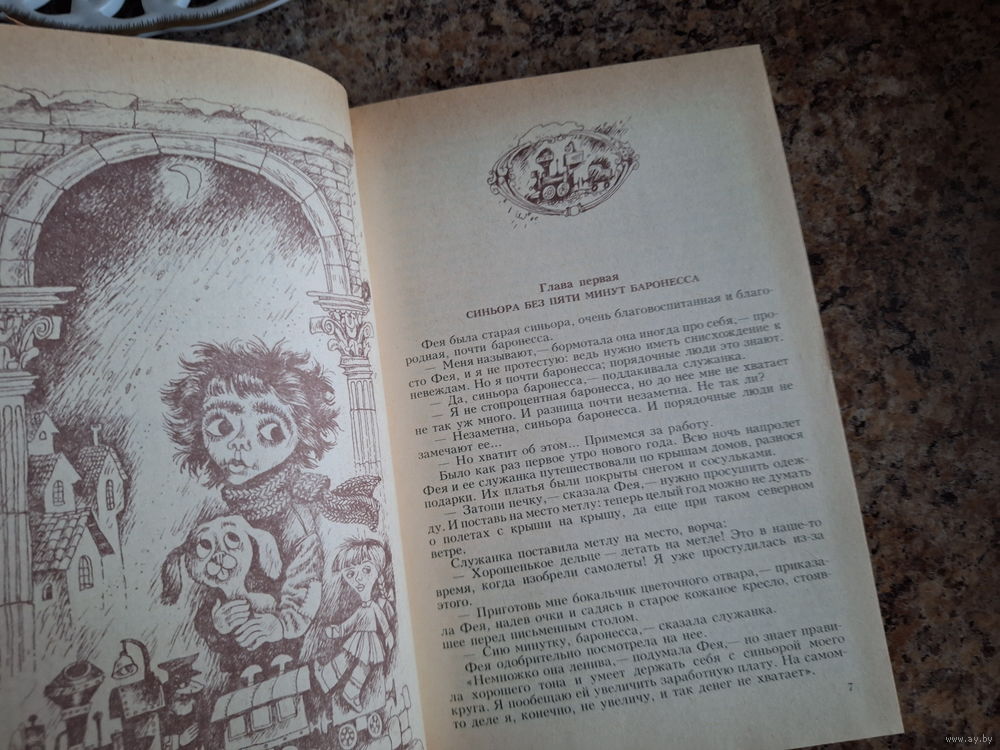 Глава первая
СИНЬОРА БЕЗ ПЯТИ МИНУТ БАРОНЕССА
Фея была старая синьора, очень благовоспитанная и благо-
родная, почти баронесса.
— Меня называют,— бормотала она иногда про себя,— про-
сто Фея, и я не протестую: ведь нужно иметь снисхождение к
невеждам. Но я почти баронесса; порядочные люди это знают.
— Да, синьора баронесса,— поддакивала служанка.
— Я не стопроцентная баронесса, но до нее мне не хватает
не так уж много. И разница почти незаметна. Не так ли?
— Незаметна, синьора баронесса. И порядочные люди не
замечают ее...
— Но хватит об этом... Примемся за работу.
Было как раз первое утро нового года. Всю ночь напролет
Фея и ее служанка путешествовали по крышам домов, разнося
подарки. Их платья были покрыты снегом и сосульками.
— Затопи печку,— сказала Фея,— нужно просушить одеж-
ду. И поставь на место метлу: теперь целый год можно не думать
о полетах с крыши на крышу, да еще при таком северном
ветре.
Служанка поставила метлу на место, ворча:
— Хорошенькое дельце — летать на метле! Это в наше-то
время, когда изобрели самолеты! Я уже простудилась из-за
этого.
— Приготовь мне бокальчик цветочного отвара,— приказа-
ла Фея, надев очки и садясь в старое кожаное кресло, стояв-
шее перед письменным столом.
— Сию минутку, баронесса,— сказала служанка.
Фея одобрительно посмотрела на нее.
«Немножко она ленива,— подумала Фея,— но знает прави-
ла хорошего тона и умеет держать себя с синьорой моего
круга. Я пообещаю ей увеличить заработную плату. На самом-
то деле я, конечно, не увеличу, и так денег не хватает».
7
www.ay.by